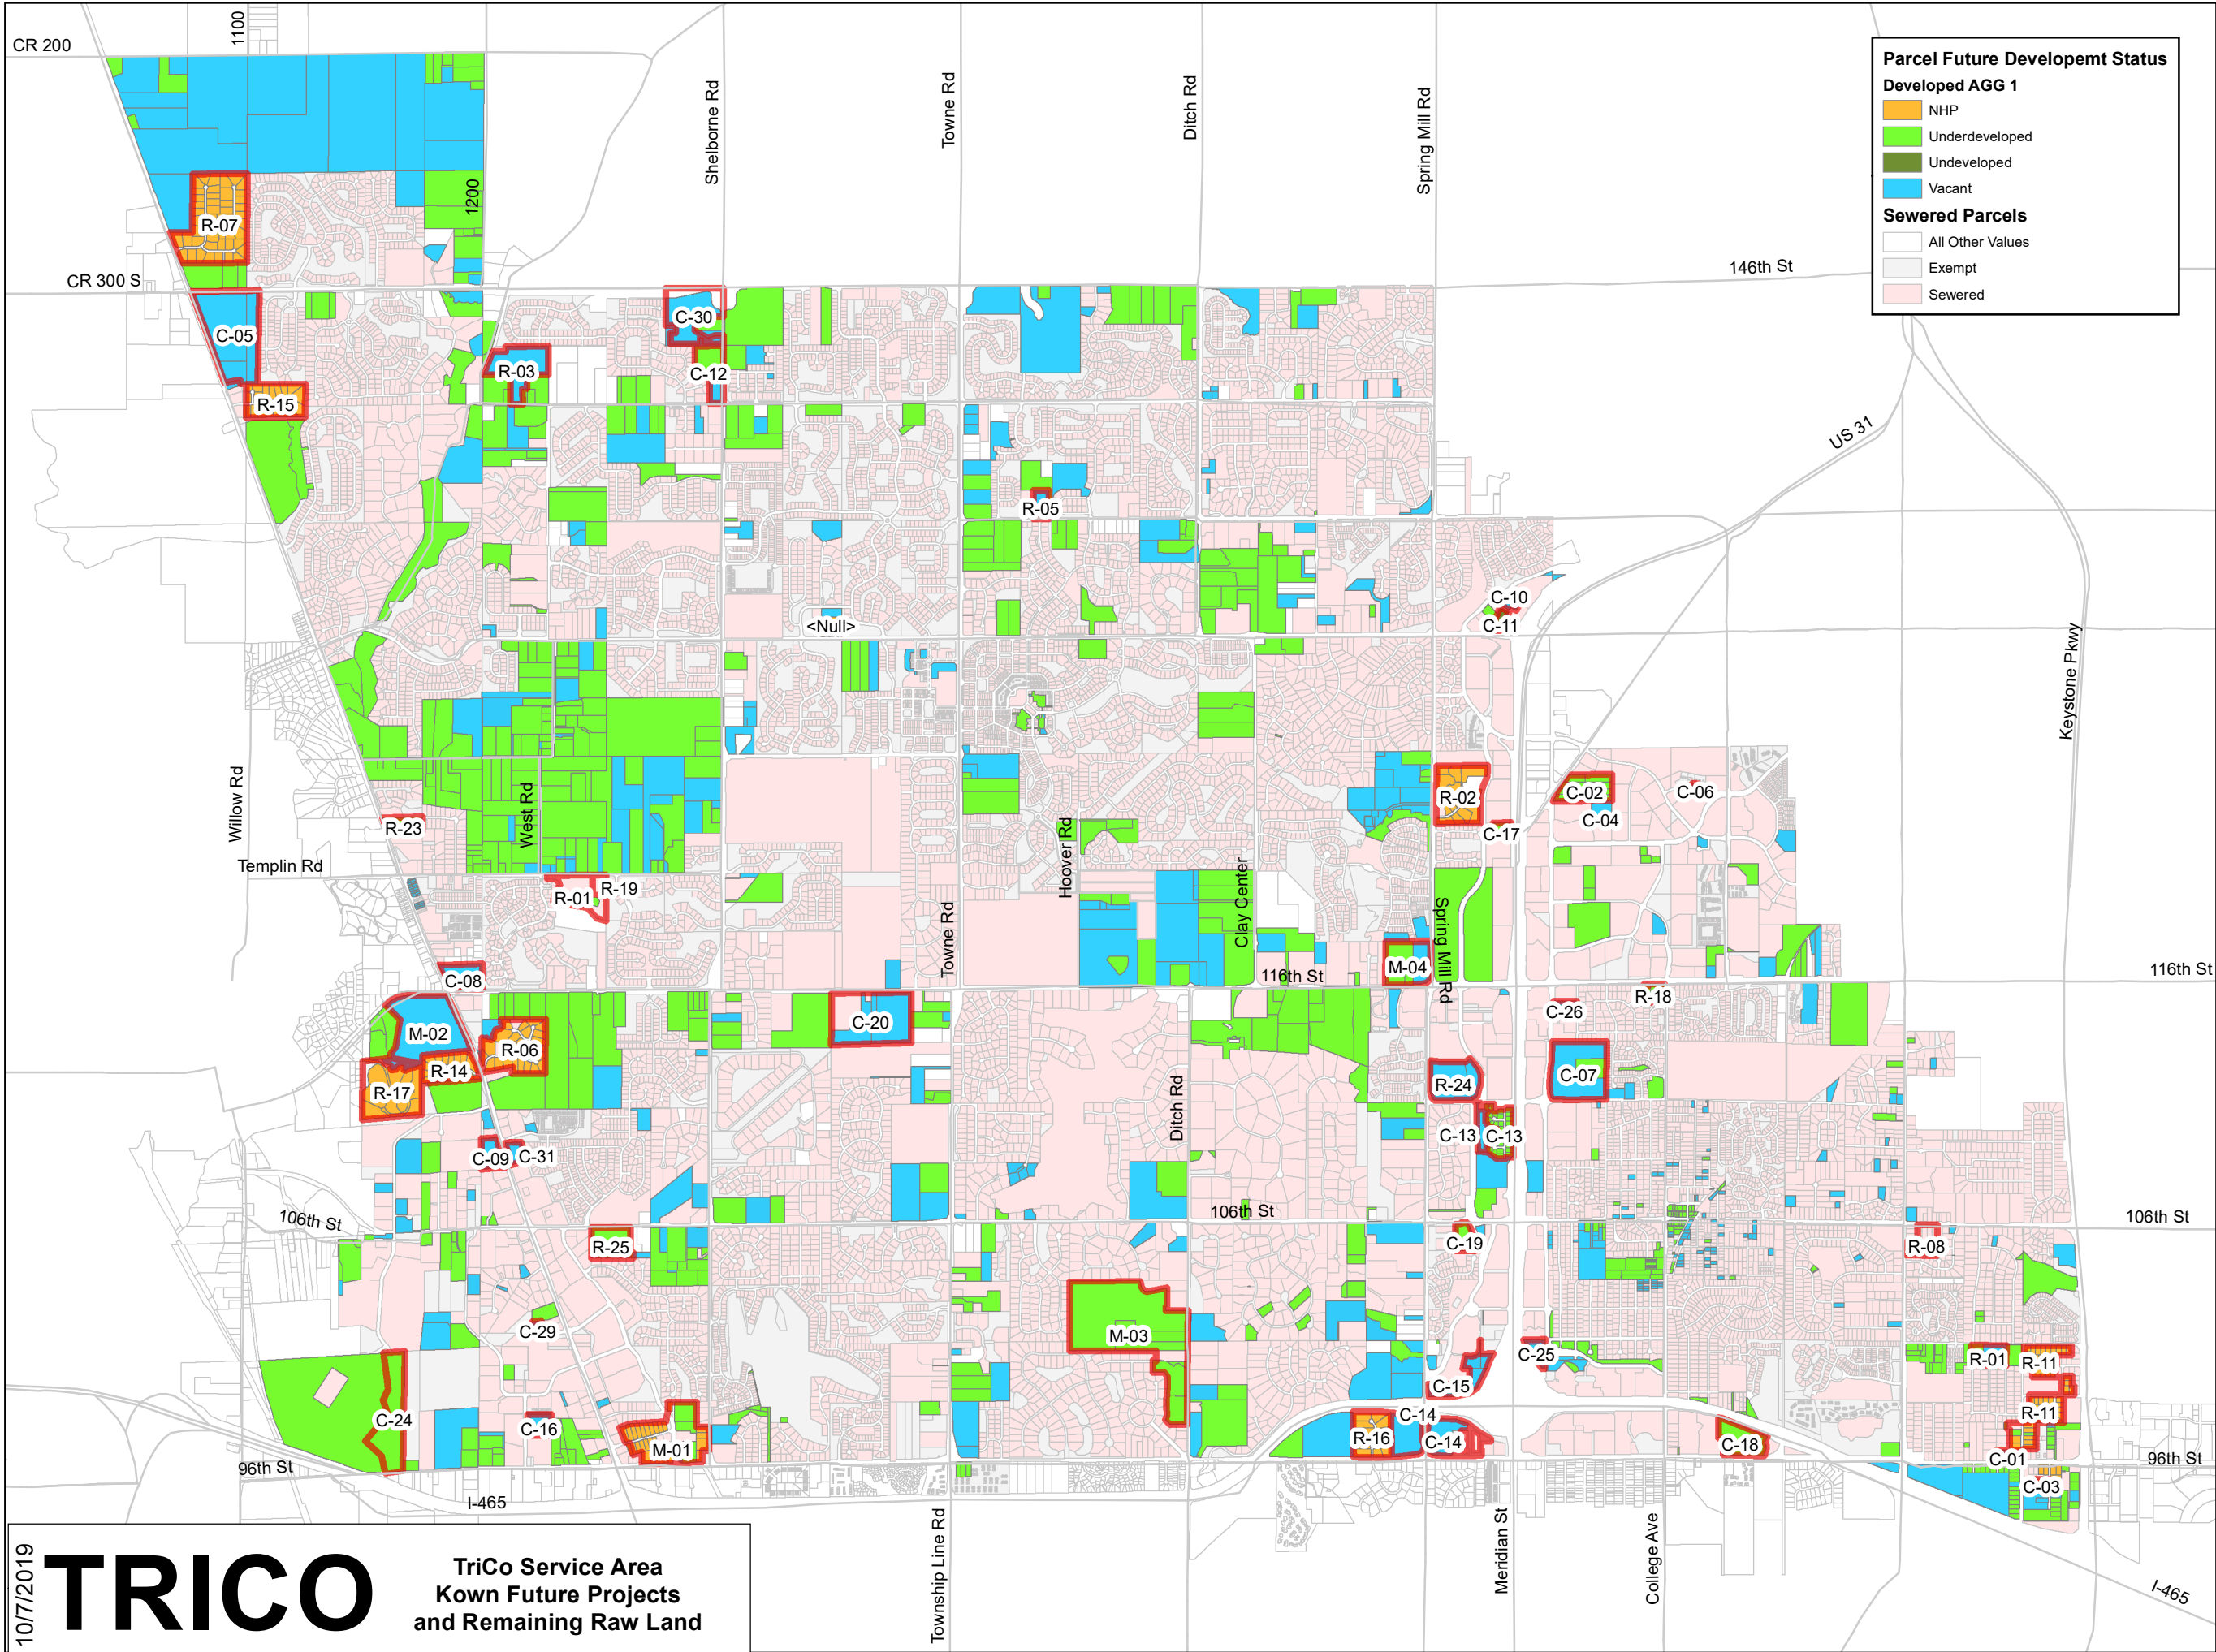 CR 200
1100
Shelborne Rd
Towne Rd
Ditch Rd
Spring Mill Rd
Parcel Future Developemt Status
Developed AGG 1
NHP
Underdeveloped
Undeveloped
Vacant
Sewered Parcels
All Other Values
Exempt
Sewered
1200
R-07
CR 300 S
146th St
C-05
C-30
R-03
C-12
R-15
US 31
R-05
C-10
C-11
<Null>
Keystone Pkwy
Willow Rd
West Rd
R-02
C-02
C-06
C-04
R-23
C-17
Hoover Rd
Templin Rd
Clay Center
R-19
R-01
Towne Rd
Spring Mill Rd
C-08
M-04
116th St
116th St
R-18
C-26
C-20
M-02
R-06
R-14
R-17
R-24
C-07
Ditch Rd
C-13
C-13
C-09
C-31
106th St
106th St
106th St
R-25
C-19
R-08
C-29
M-03
C-25
R-01
R-11
C-15
C-24
C-16
M-01
C-14
R-16
C-14
C-18
R-11
C-01
96th St
96th St
C-03
I-465
Township Line Rd
Meridian St
College Ave
I-465
10/7/2019
TRICO
TriCo Service Area
Kown Future Projects
and Remaining Raw Land